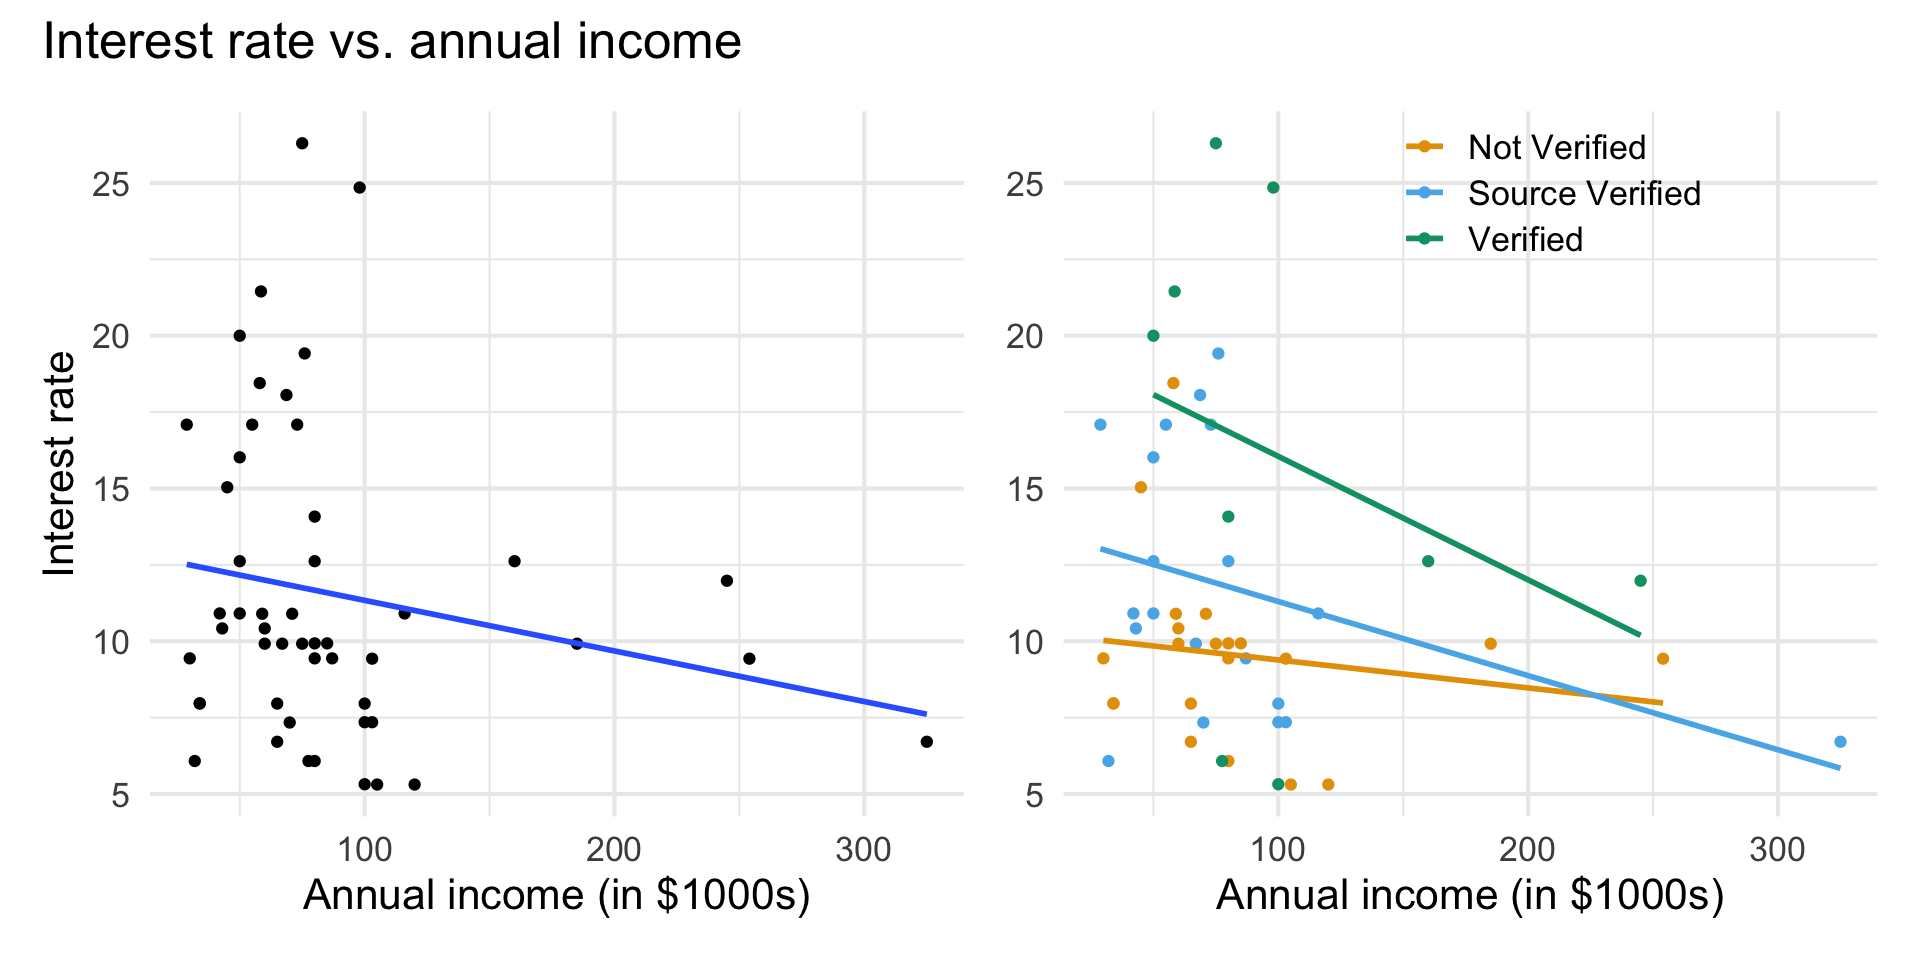 Interest rate vs. annual income
Interest rate
25
20
15
10
5
100
200
300
Annual income (in $1000s)
Not Verified
Source Verified
Verified
25
20
15
10
5
100
200
300
Annual income (in $1000s)